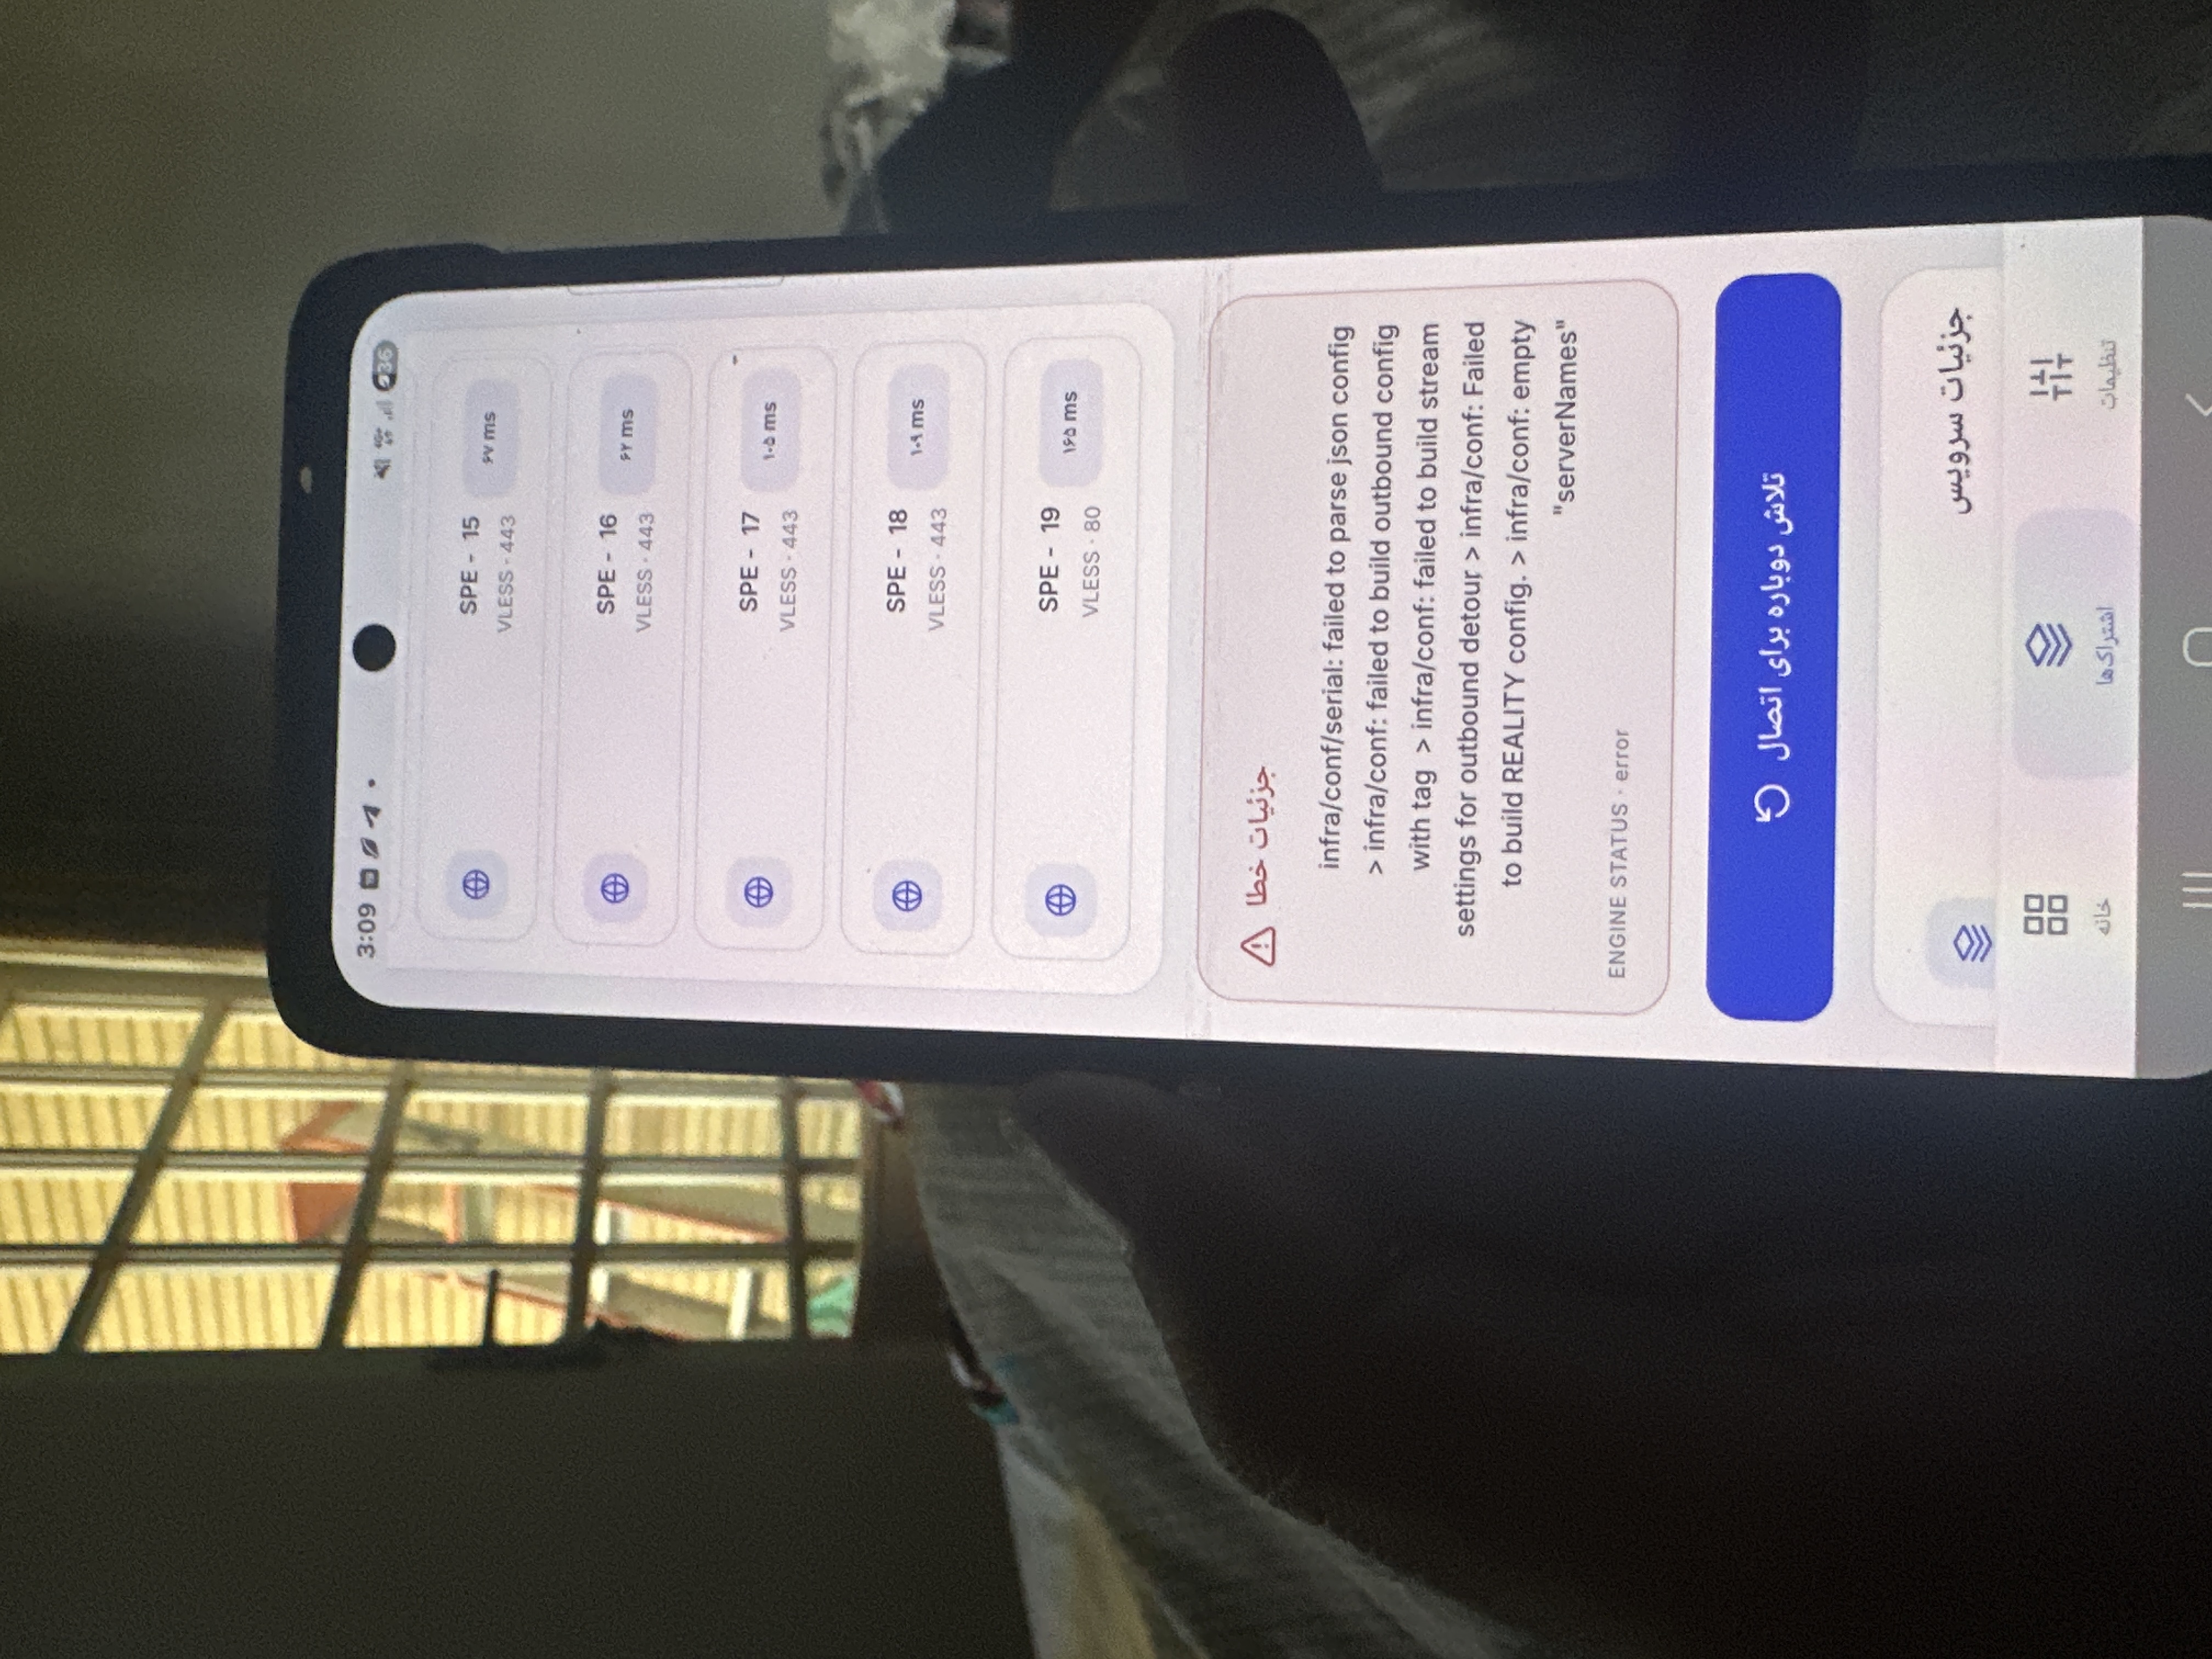 3:09
36
SPE - 15
۶۷ ms
VLESS · 443
SPE - 16
۶۲ ms
VLESS · 443
SPE - 17
۱۰۵ ms
VLESS · 443
SPE - 18
۱۰۹ ms
VLESS · 443
SPE - 19
۱۶۵ ms
VLESS · 80
جزئیات خطا
infra/conf/serial: failed to parse json config
> infra/conf: failed to build outbound config
with tag > infra/conf: failed to build stream
settings for outbound detour > infra/conf: Failed
to build REALITY config. > infra/conf: empty
"serverNames"
ENGINE STATUS · error
تلاش دوباره برای اتصال
جزئیات سرویس
تنظیمات
اشتراک‌ها
خانه